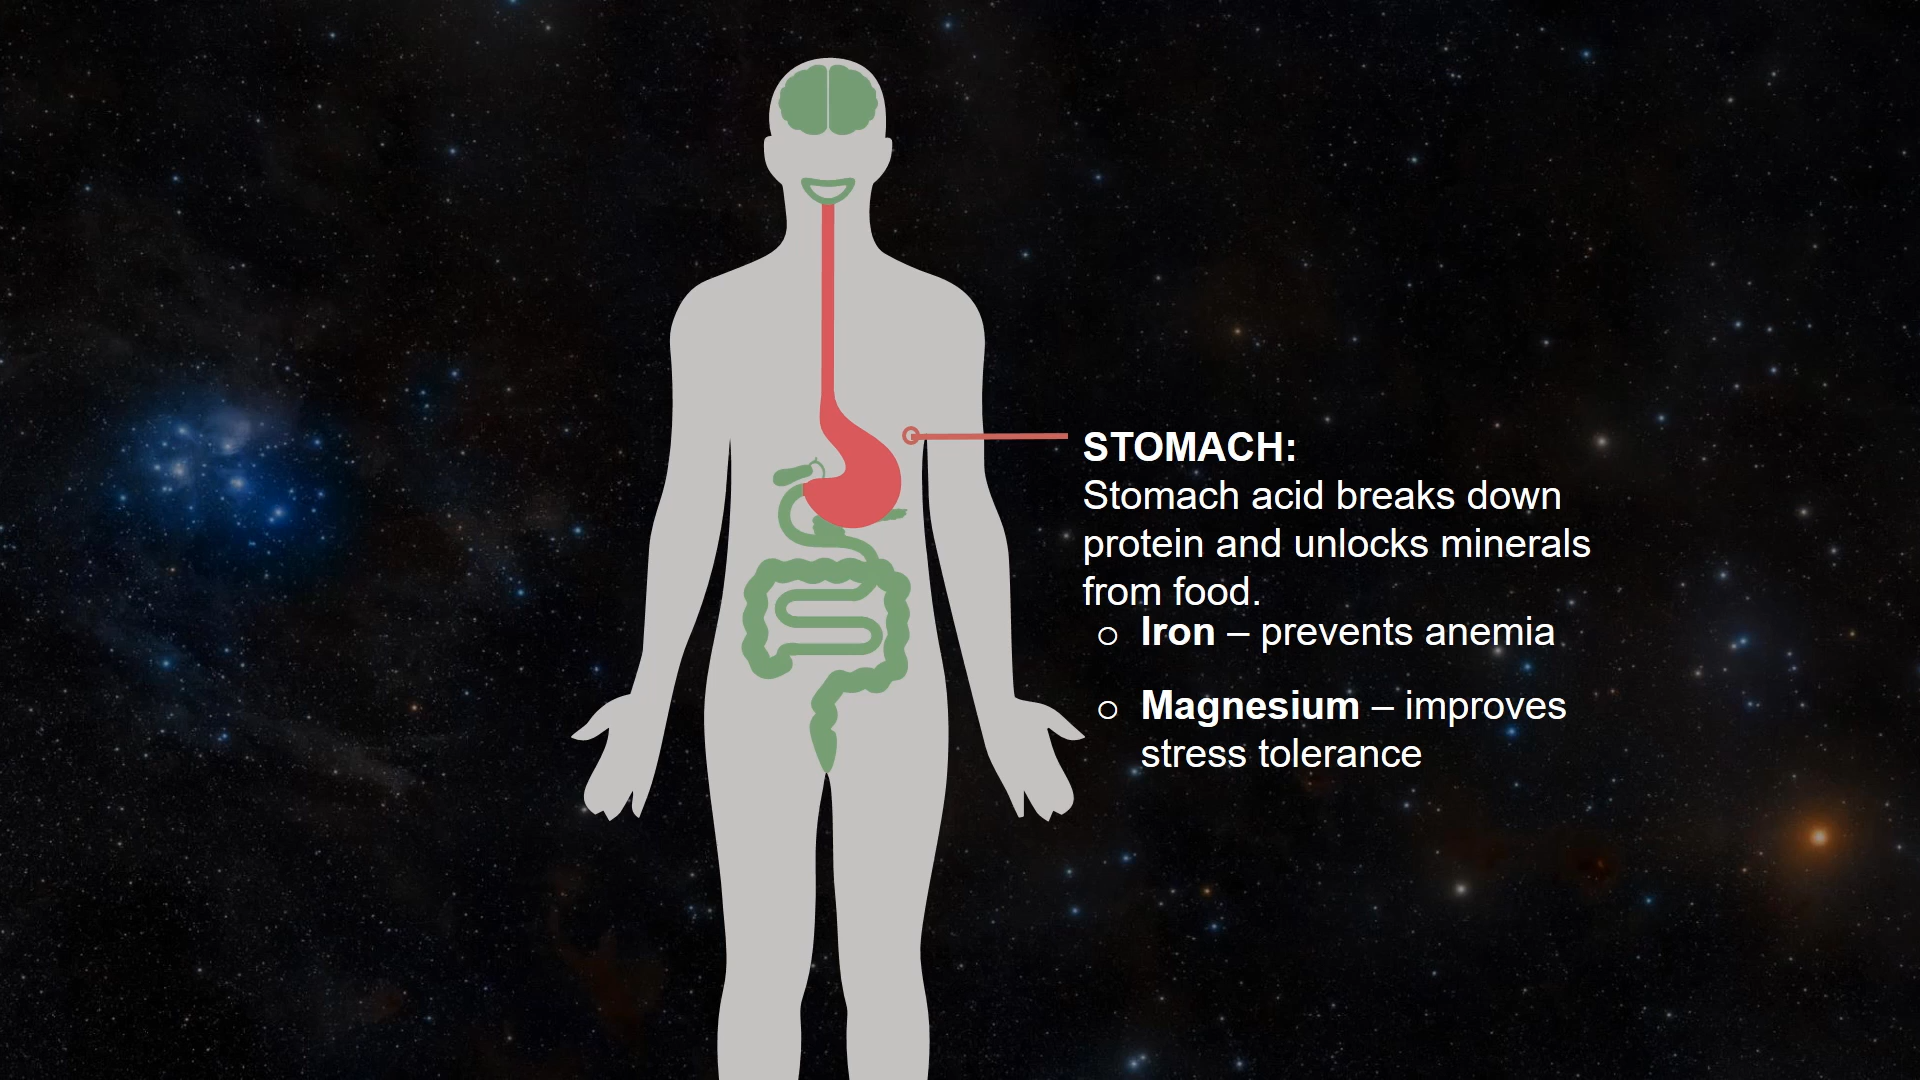 STOMACH:
Stomach acid breaks down
protein and unlocks minerals
from food.
○ Iron – prevents anemia
○ Magnesium – improves
stress tolerance